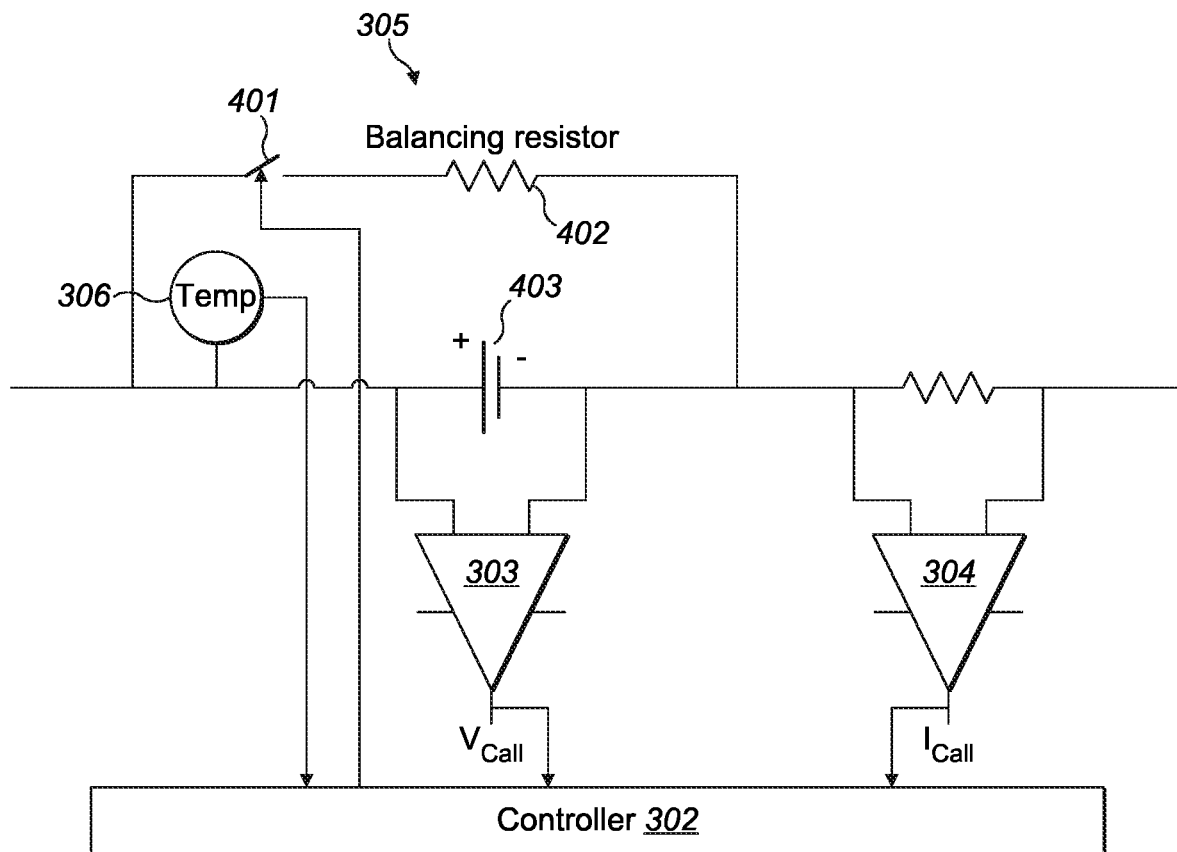 305
401
Balancing resistor
402
306
Temp
403
+
-
303
304
VCall
ICall
Controller 302